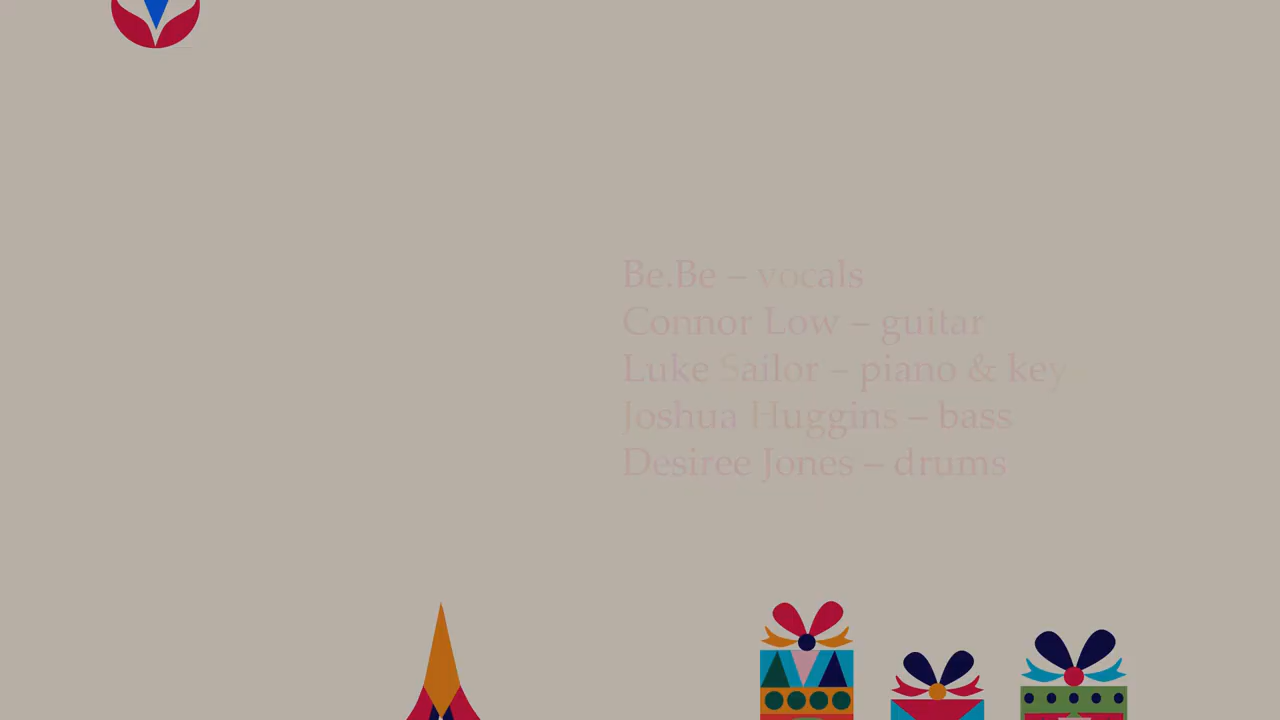 Be.Be – vocals
Connor Low – guitar
Luke Sailor – piano & key
Joshua Huggins – bass
Desiree Jones – drums